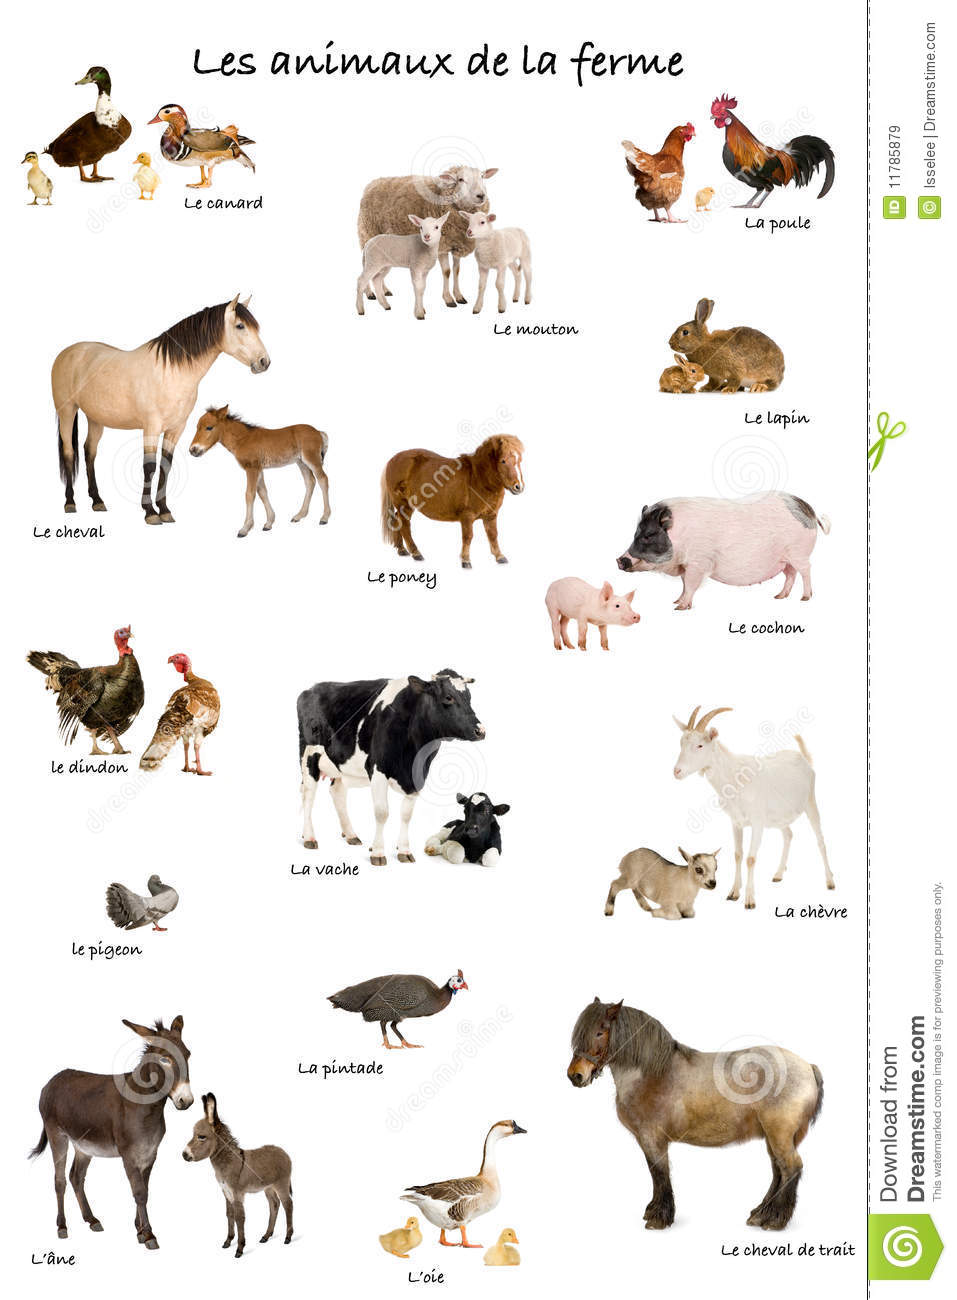 Les animaux de la ferme
Le canard
La poule
Le mouton
Le lapin
Le cheval
Le poney
Le cochon
le dindon
La vache
La chèvre
le pigeon
La pintade
L'âne
L'oie
Le cheval de trait
dreamstime
ID 11785879
© Isselee | Dreamstime.com
Download from
Dreamstime.com
This watermarked comp image is for previewing purposes only.